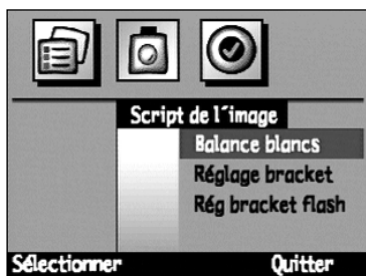 Script de l'image
Balance blancs
Réglage bracket
Rég bracket flash
Sélectionner Quitter